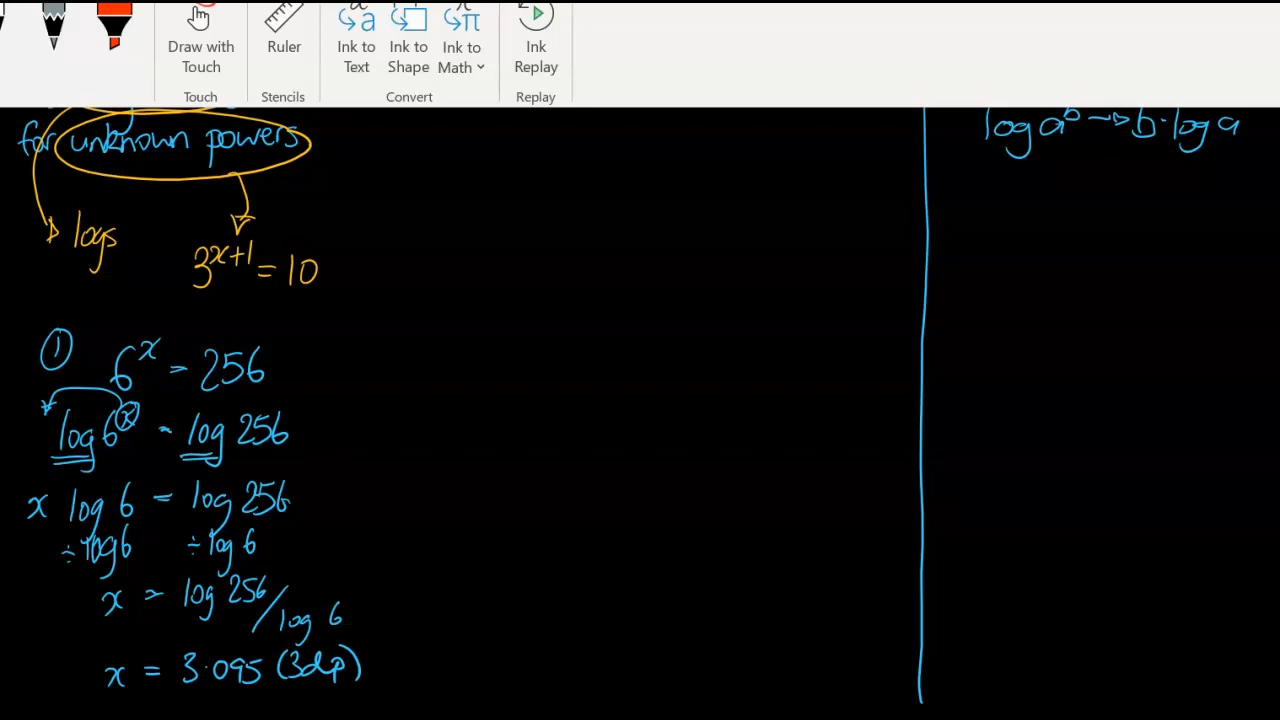 Draw with Touch
Ruler
Ink to Text
Ink to Shape
Ink to Math
Ink Replay
Touch
Stencils
Convert
Replay
for unknown powers
logs
3^{x+1} = 10
① 6^x = 256
log 6^x = log 256
x log 6 = log 256
÷ log 6 ÷ log 6
x = log 256 / log 6
x = 3.095 (3dp)
log a^b → b·log a